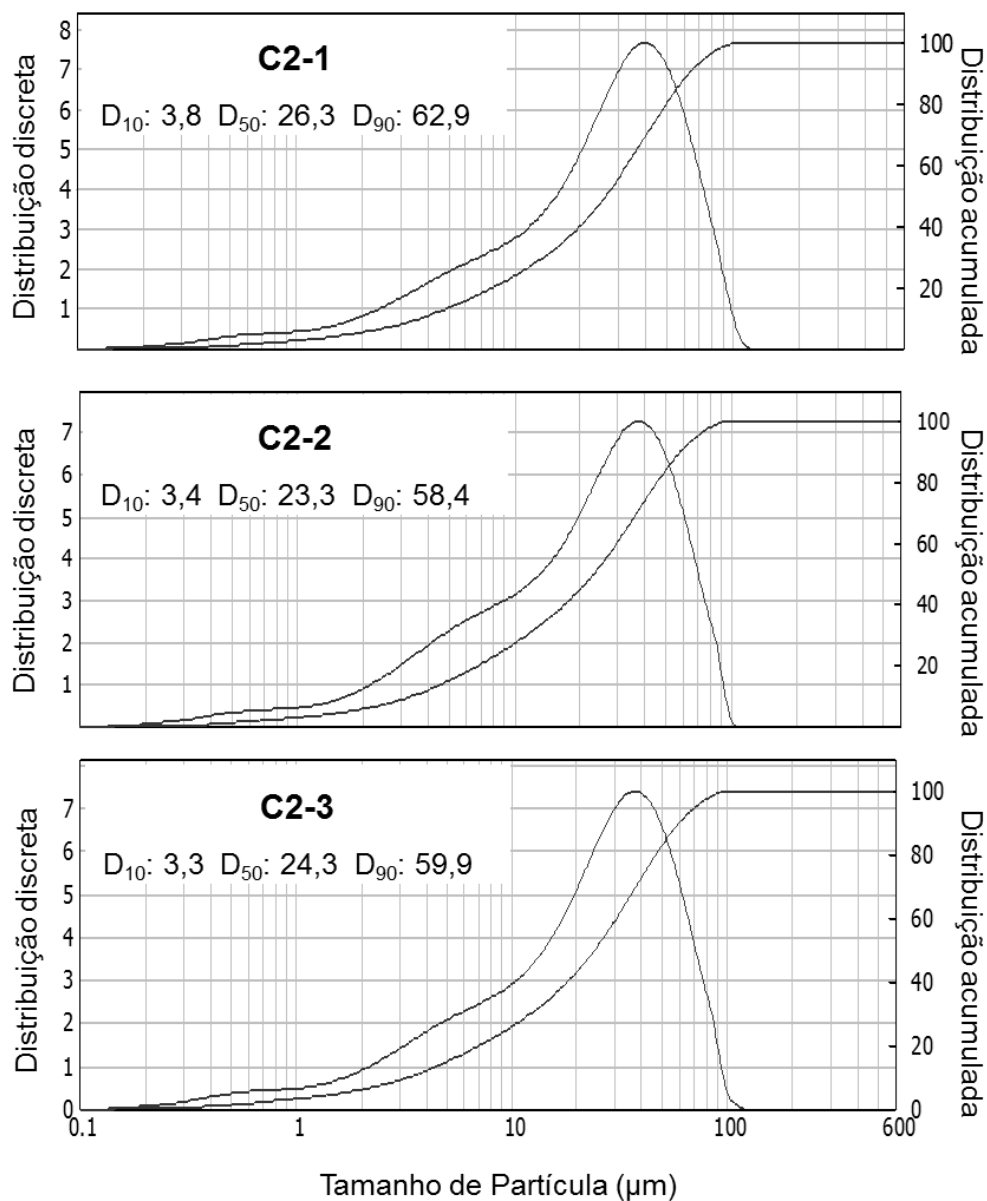 C2-1
D10: 3,8 D50: 26,3 D90: 62,9
Distribuição discreta
8
7
6
5
4
3
2
1
100
80
60
40
20
Distribuição acumulada
C2-2
D10: 3,4 D50: 23,3 D90: 58,4
Distribuição discreta
7
6
5
4
3
2
1
100
80
60
40
20
Distribuição acumulada
C2-3
D10: 3,3 D50: 24,3 D90: 59,9
Distribuição discreta
7
6
5
4
3
2
1
0
100
80
60
40
20
0
Distribuição acumulada
0.1 1 10 100 600
Tamanho de Partícula (µm)